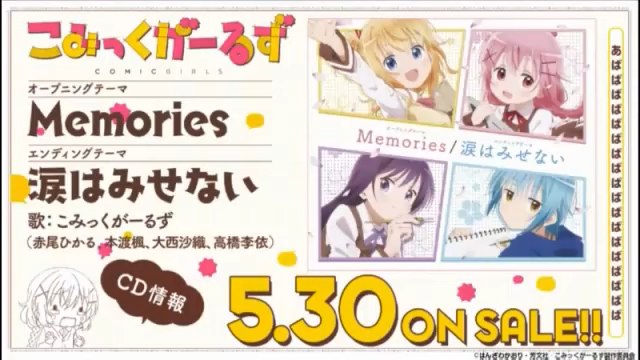 こみっくがーるず
COMIC GIRLS
オープニングテーマ
Memories
エンディングテーマ
涙はみせない
歌：こみっくがーるず
（赤尾ひかる、本渡楓、大西沙織、高橋李依）
CD情報
オープニングテーマ エンディングテーマ
Memories/涙はみせない
5.30 ON SALE!!
あばばばばばばばばばばばばばばばば
©はんざわかおり・芳文社/こみっくがーるず製作委員会